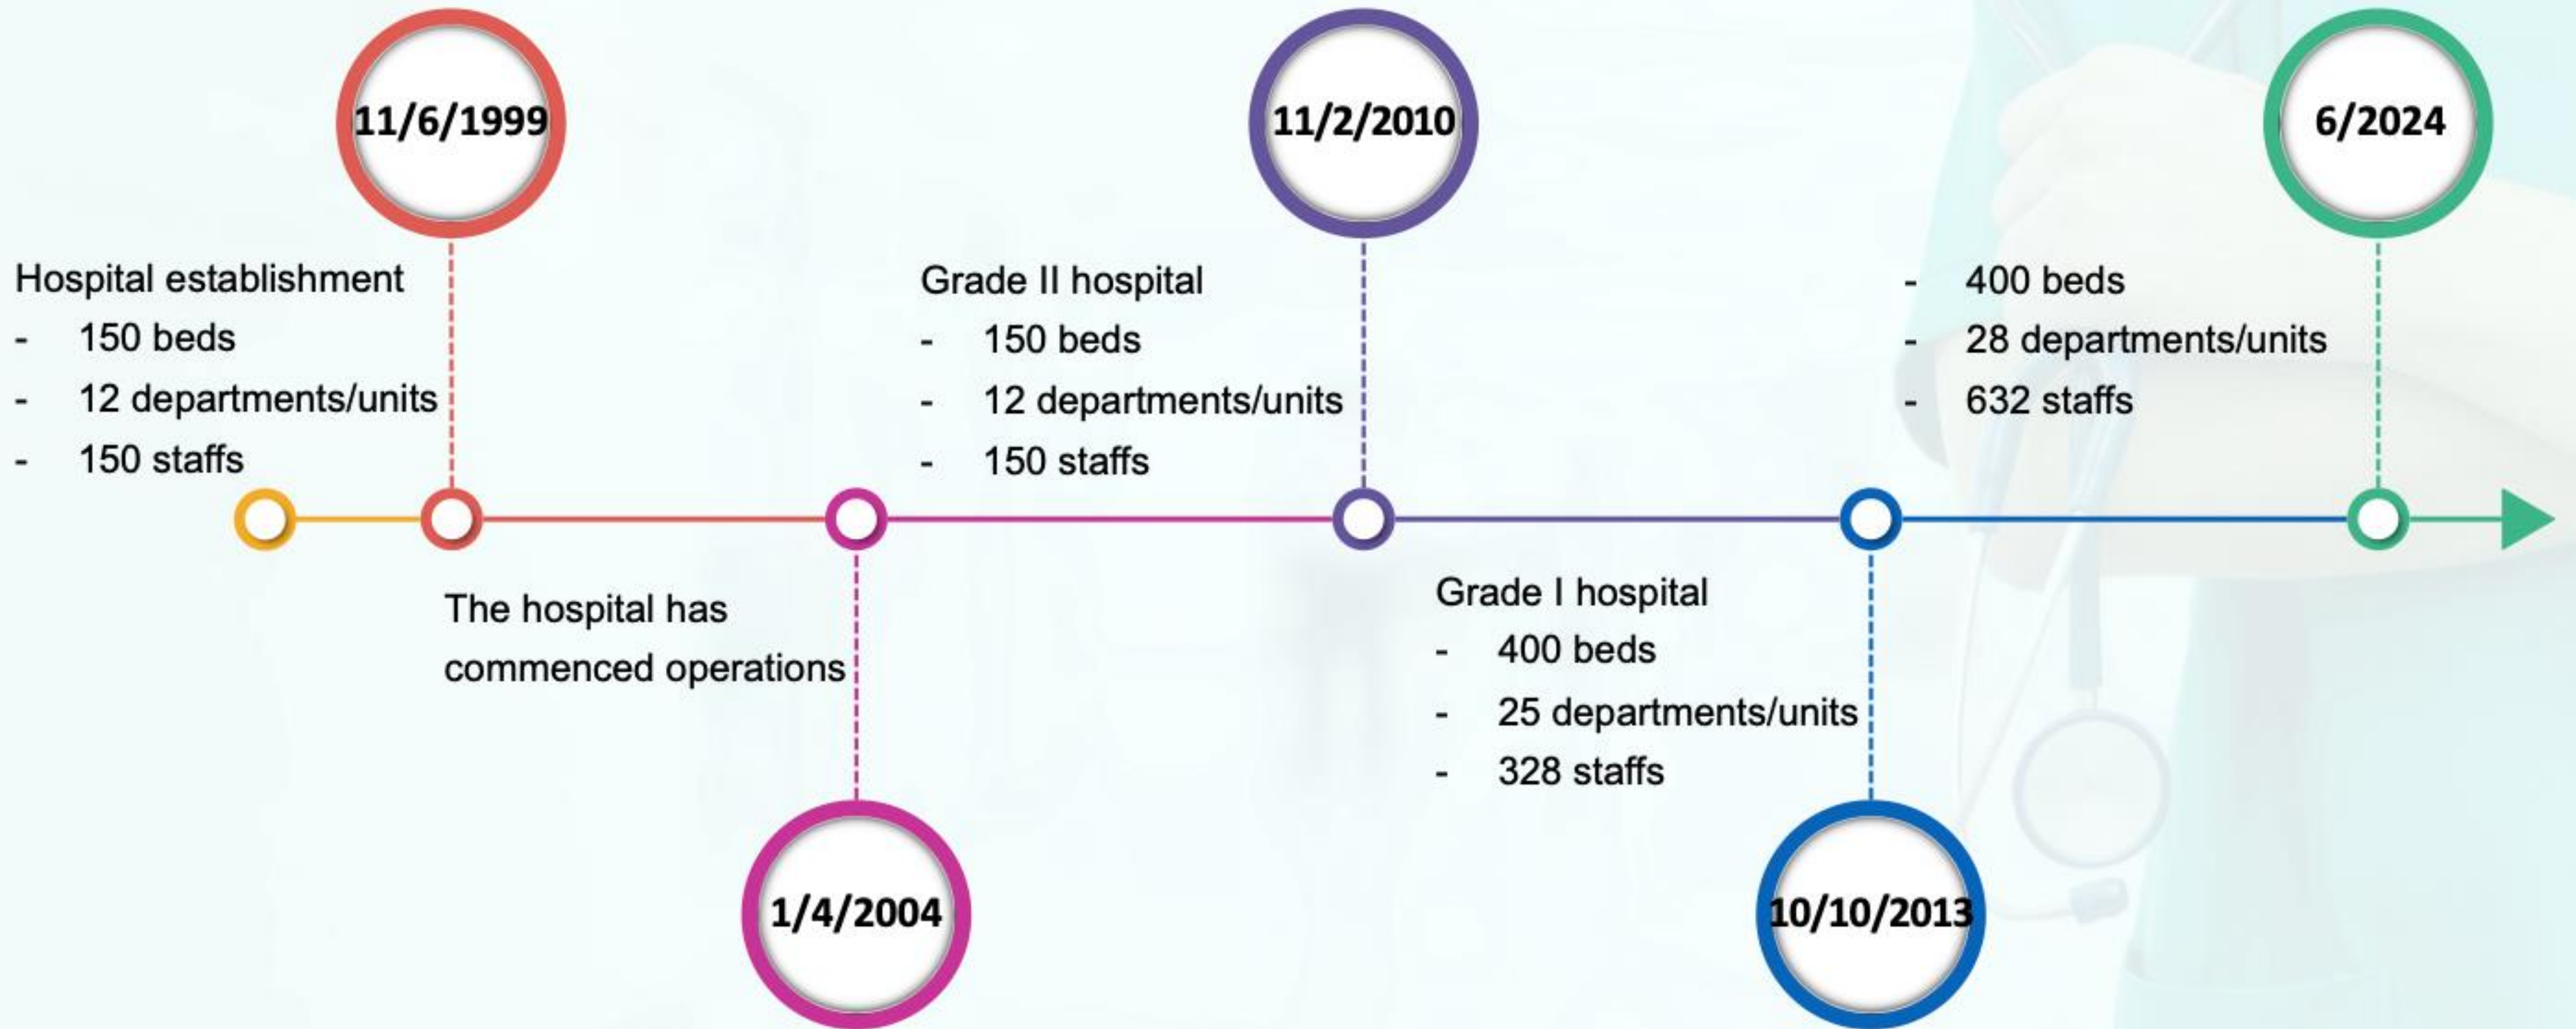 11/6/1999
Hospital establishment
- 150 beds
- 12 departments/units
- 150 staffs
The hospital has
commenced operations
1/4/2004
11/2/2010
Grade II hospital
- 150 beds
- 12 departments/units
- 150 staffs
Grade I hospital
- 400 beds
- 25 departments/units
- 328 staffs
10/10/2013
6/2024
- 400 beds
- 28 departments/units
- 632 staffs